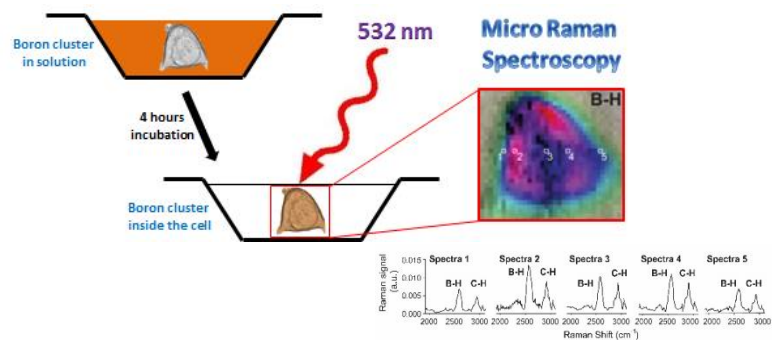 Boron cluster
in solution
532 nm
Micro Raman
Spectroscopy
4 hours
incubation
B-H
1 2 3 4 5
Boron cluster
inside the cell
Spectra 1 Spectra 2 Spectra 3 Spectra 4 Spectra 5
Raman signal
(a.u.)
0.015
0.010
0.005
0.000
B-H C-H B-H C-H B-H C-H B-H C-H B-H C-H
2000 2500 3000 2000 2500 3000 2000 2500 3000 2000 2500 3000 2000 2500 3000
Raman Shift (cm⁻¹)